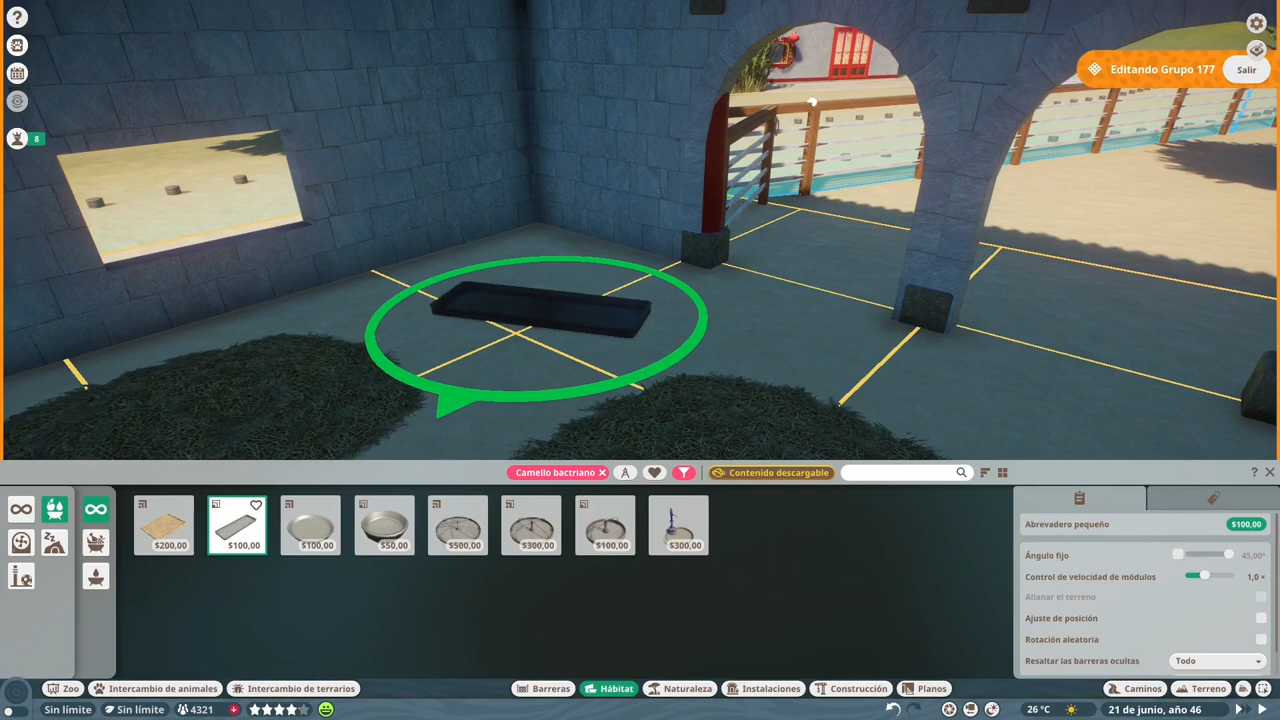 8
Editando Grupo 177
Salir
Camello bactriano
Contenido descargable
$200,00
$100,00
$100,00
$50,00
$500,00
$300,00
$100,00
$300,00
Abrevadero pequeño
$100,00
Ángulo fijo
45,00°
Control de velocidad de módulos
1,0 ×
Allanar el terreno
Ajuste de posición
Rotación aleatoria
Resaltar las barreras ocultas
Todo
Zoo
Intercambio de animales
Intercambio de terrarios
Barreras
Hábitat
Naturaleza
Instalaciones
Construcción
Planos
Caminos
Terreno
Sin límite
Sin límite
4321
26 °C
21 de junio, año 46